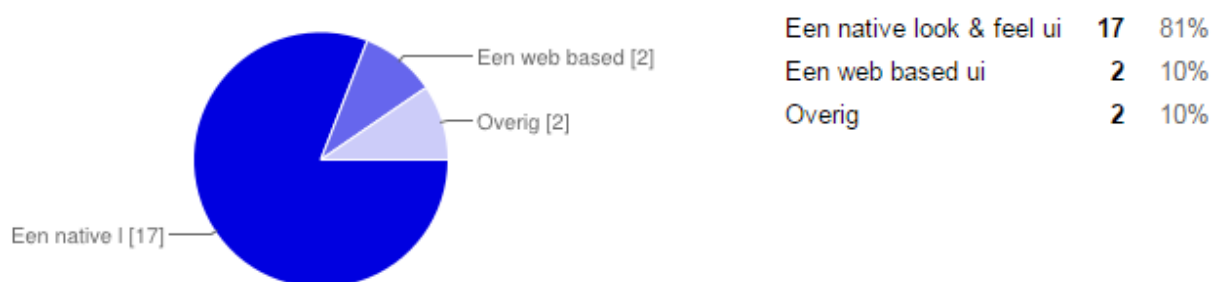 Een web based [2]
Overig [2]
Een native l [17]
Een native look & feel ui 17 81%
Een web based ui 2 10%
Overig 2 10%